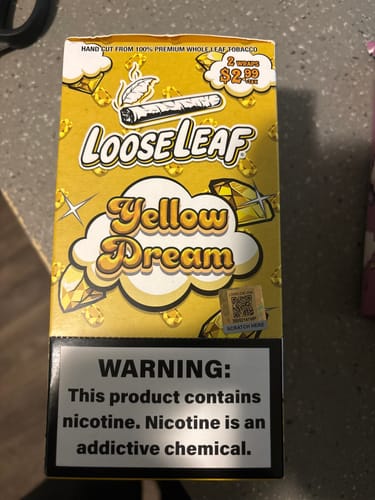 HAND CUT FROM 100% PREMIUM WHOLE LEAF TOBACCO
2 WRAPS
$2.99
+TAX
LOOSELEAF
Yellow
Dream
SCRATCH HERE
WARNING:
This product contains
nicotine. Nicotine is an
addictive chemical.